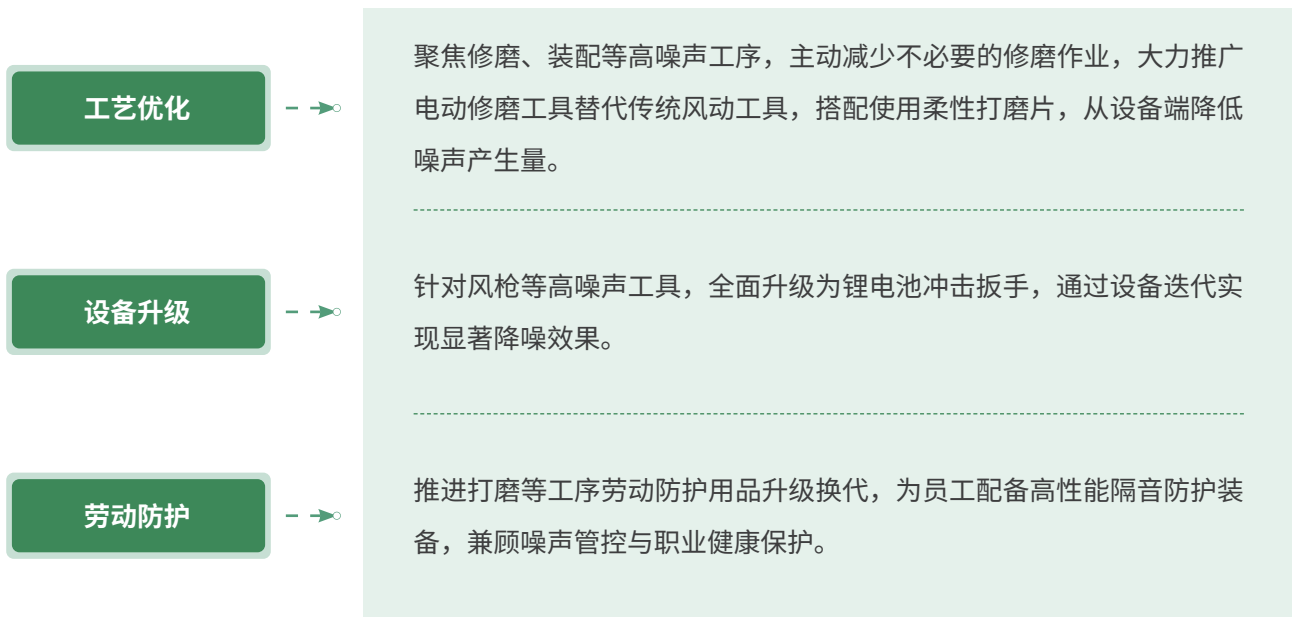 工艺优化
聚焦修磨、装配等高噪声工序，主动减少不必要的修磨作业，大力推广
电动修磨工具替代传统风动工具，搭配使用柔性打磨片，从设备端降低
噪声产生量。
设备升级
针对风枪等高噪声工具，全面升级为锂电池冲击扳手，通过设备迭代实
现显著降噪效果。
劳动防护
推进打磨等工序劳动防护用品升级换代，为员工配备高性能隔音防护装
备，兼顾噪声管控与职业健康保护。